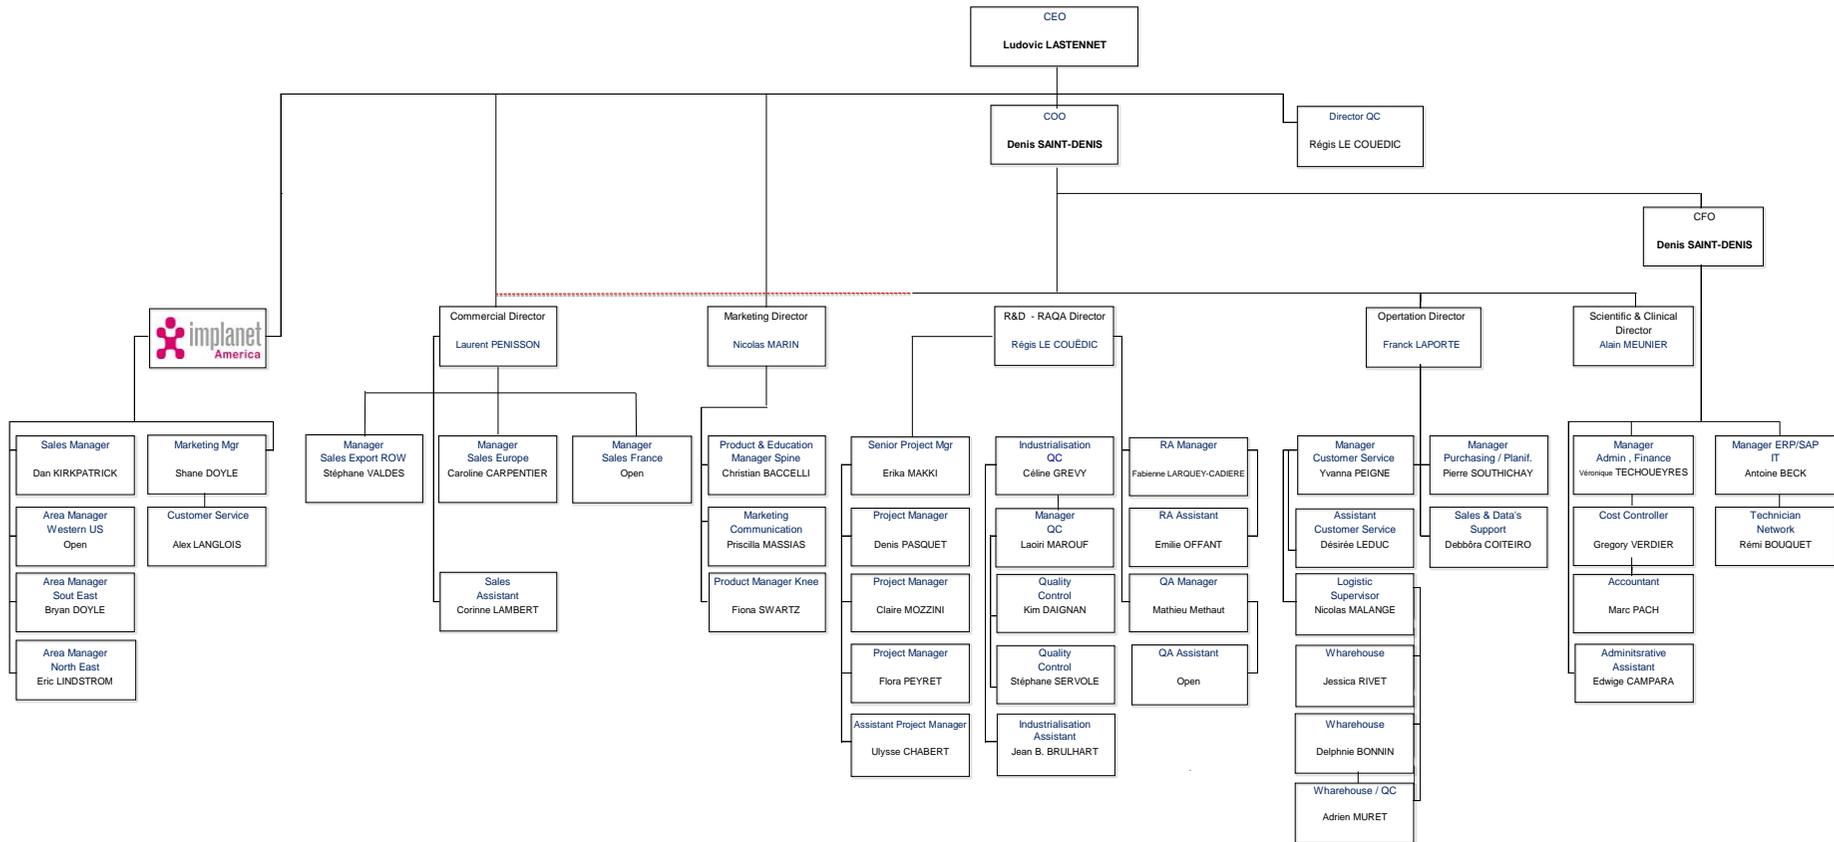 CEO
Ludovic LASTENNET
COO
Denis SAINT-DENIS
Director QC
Régis LE COUEDIC
CFO
Denis SAINT-DENIS
implanet
America
Commercial Director
Laurent PENISSON
Marketing Director
Nicolas MARIN
R&D - RAQA Director
Régis LE COUËDIC
Opertation Director
Franck LAPORTE
Scientific & Clinical
Director
Alain MEUNIER
Sales Manager
Dan KIRKPATRICK
Marketing Mgr
Shane DOYLE
Manager
Sales Export ROW
Stéphane VALDES
Manager
Sales Europe
Caroline CARPENTIER
Manager
Sales France
Open
Product & Education
Manager Spine
Christian BACCELLI
Senior Project Mgr
Erika MAKKI
Industrialisation
QC
Céline GREVY
RA Manager
Fabienne LARQUEY-CADIERE
Manager
Customer Service
Yvanna PEIGNE
Manager
Purchasing / Planif.
Pierre SOUTHICHAY
Manager
Admin , Finance
Véronique TECHOUEYRES
Manager ERP/SAP
IT
Antoine BECK
Area Manager
Western US
Open
Customer Service
Alex LANGLOIS
Marketing
Communication
Priscilla MASSIAS
Project Manager
Denis PASQUET
Manager
QC
Laoiri MAROUF
RA Assistant
Emilie OFFANT
Assistant
Customer Service
Désirée LEDUC
Sales & Data's
Support
Debbôra COITEIRO
Cost Controller
Gregory VERDIER
Technician
Network
Rémi BOUQUET
Area Manager
Sout East
Bryan DOYLE
Sales
Assistant
Corinne LAMBERT
Product Manager Knee
Fiona SWARTZ
Project Manager
Claire MOZZINI
Quality
Control
Kim DAIGNAN
QA Manager
Mathieu Methaut
Logistic
Supervisor
Nicolas MALANGE
Accountant
Marc PACH
Area Manager
North East
Eric LINDSTROM
Project Manager
Flora PEYRET
Quality
Control
Stéphane SERVOLE
QA Assistant
Open
Wharehouse
Jessica RIVET
Adminitsrative
Assistant
Edwige CAMPARA
Assistant Project Manager
Ulysse CHABERT
Industrialisation
Assistant
Jean B. BRULHART
Wharehouse
Delphnie BONNIN
Wharehouse / QC
Adrien MURET